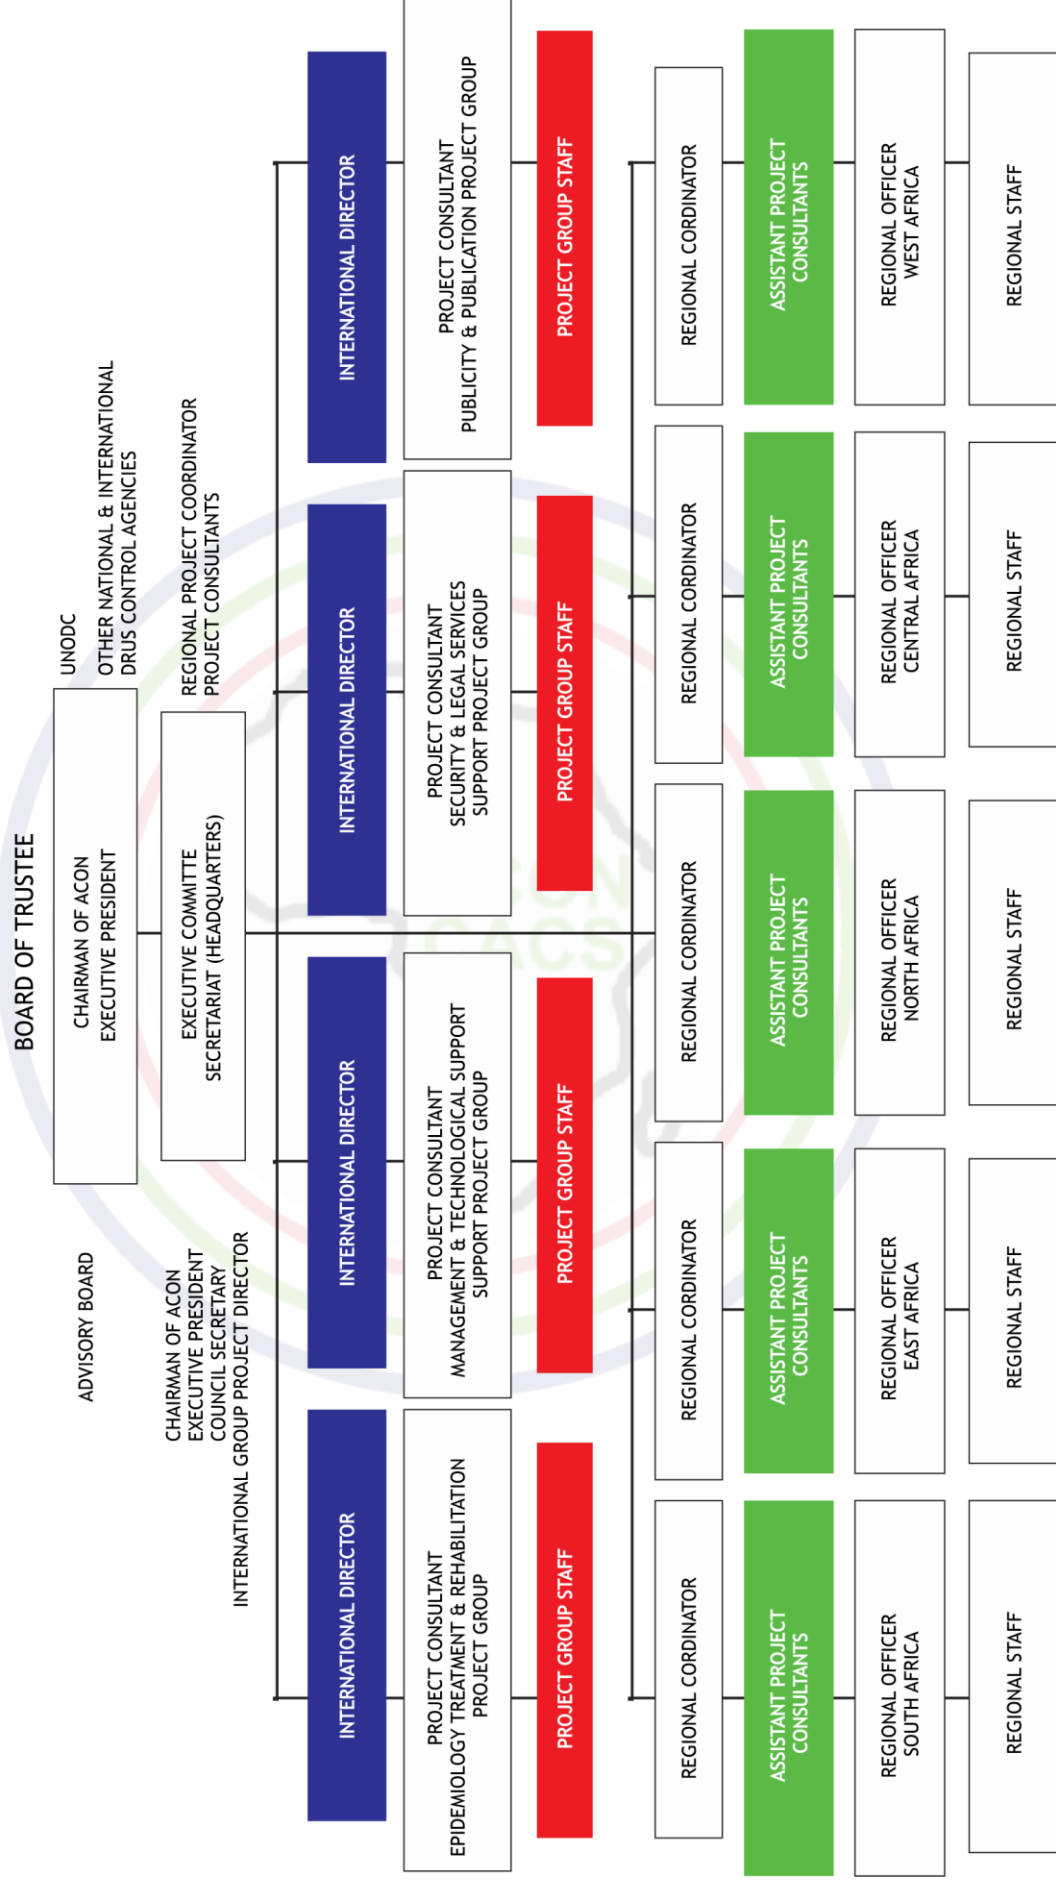 BOARD OF TRUSTEE
ADVISORY BOARD
CHAIRMAN OF ACON
EXECUTIVE PRESIDENT
UNODC
OTHER NATIONAL & INTERNATIONAL
DRUS CONTROL AGENCIES
CHAIRMAN OF ACON
EXECUTIVE PRESIDENT
COUNCIL SECRETARY
INTERNATIONAL GROUP PROJECT DIRECTOR
EXECUTIVE COMMITTE
SECRETARIAT (HEADQUARTERS)
REGIONAL PROJECT COORDINATOR
PROJECT CONSULTANTS
INTERNATIONAL DIRECTOR
INTERNATIONAL DIRECTOR
INTERNATIONAL DIRECTOR
INTERNATIONAL DIRECTOR
PROJECT CONSULTANT
EPIDEMIOLOGY TREATMENT & REHABILITATION
PROJECT GROUP
PROJECT CONSULTANT
MANAGEMENT & TECHNOLOGICAL SUPPORT
SUPPORT PROJECT GROUP
PROJECT CONSULTANT
SECURITY & LEGAL SERVICES
SUPPORT PROJECT GROUP
PROJECT CONSULTANT
PUBLICITY & PUBLICATION PROJECT GROUP
PROJECT GROUP STAFF
PROJECT GROUP STAFF
PROJECT GROUP STAFF
PROJECT GROUP STAFF
CACS
REGIONAL CORDINATOR
REGIONAL CORDINATOR
REGIONAL CORDINATOR
REGIONAL CORDINATOR
REGIONAL CORDINATOR
ASSISTANT PROJECT
CONSULTANTS
ASSISTANT PROJECT
CONSULTANTS
ASSISTANT PROJECT
CONSULTANTS
ASSISTANT PROJECT
CONSULTANTS
ASSISTANT PROJECT
CONSULTANTS
REGIONAL OFFICER
SOUTH AFRICA
REGIONAL OFFICER
EAST AFRICA
REGIONAL OFFICER
NORTH AFRICA
REGIONAL OFFICER
CENTRAL AFRICA
REGIONAL OFFICER
WEST AFRICA
REGIONAL STAFF
REGIONAL STAFF
REGIONAL STAFF
REGIONAL STAFF
REGIONAL STAFF